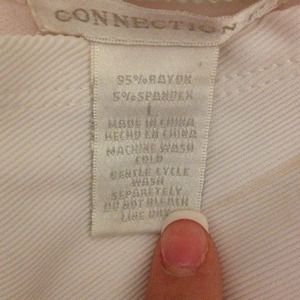 CONNECTION
95%RAYON
5%SPANDEX
L
MADE IN CHINA
HECHO EN CHINA
MACHINE WASH
COLD
GENTLE CYCLE
WASH
SEPARETELY
DO NOT BLEACH
LINE DRY